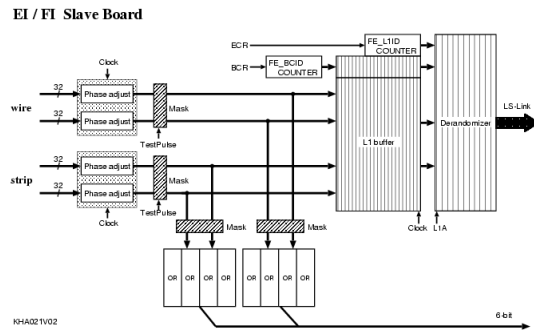 EI / FI Slave Board
ECR
FE_L1ID
COUNTER
BCR
FE_BCID
COUNTER
Clock
32
Phase adjust
wire
32
Phase adjust
Mask
TestPulse
LS-Link
L1 buffer
Derandomizer
32
Phase adjust
strip
32
Phase adjust
Mask
Clock
TestPulse
Mask
Mask
Clock
L1A
OR OR OR OR OR OR OR OR
KHA021V02
6-bit